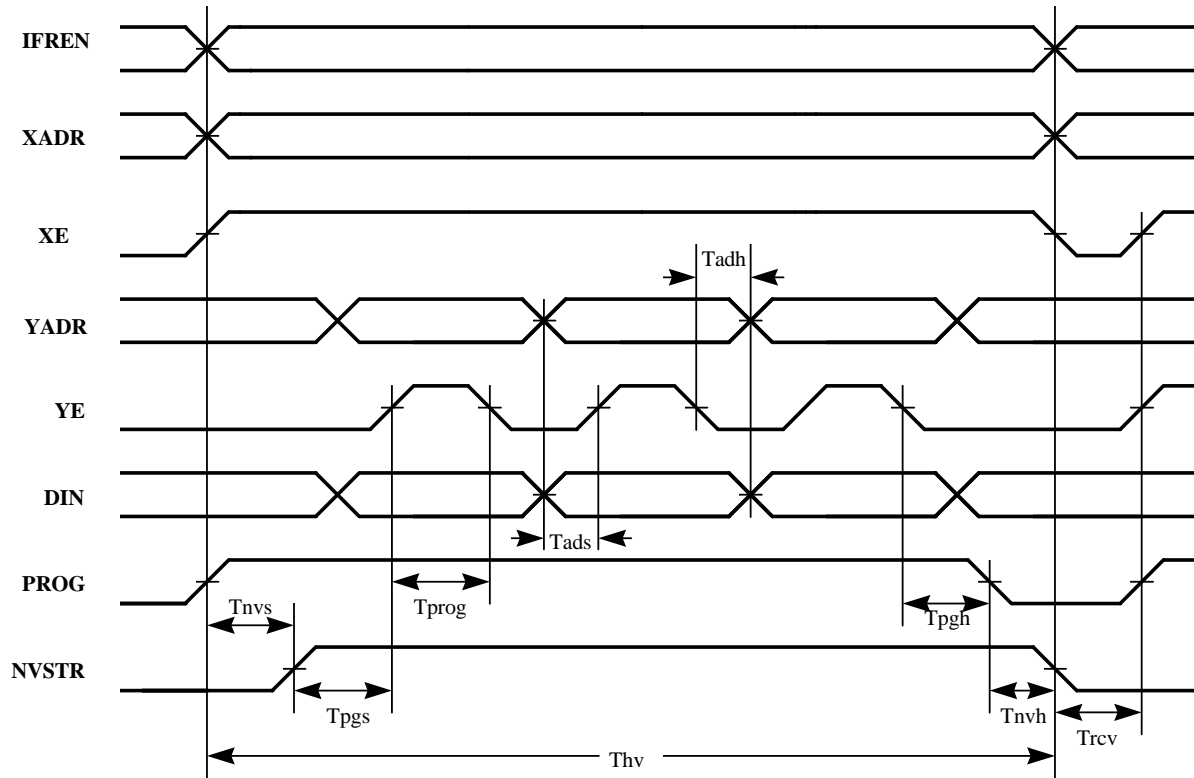 IFREN
XADR
XE
Tadh
YADR
YE
DIN
Tads
PROG
Tprog
Tnvs
Tpgh
NVSTR
Tpgs
Tnvh
Trcv
Thv